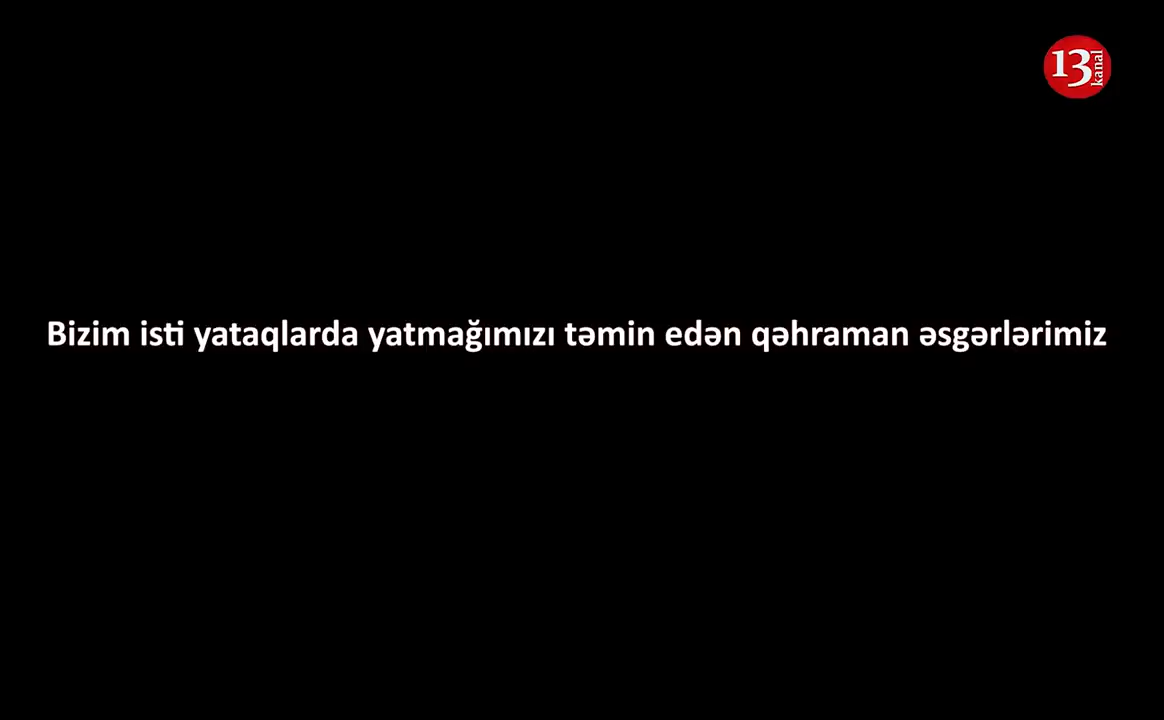 13 kanal
Bizim isti yataqlarda yatmağımızı təmin edən qəhraman əsgərlərimiz